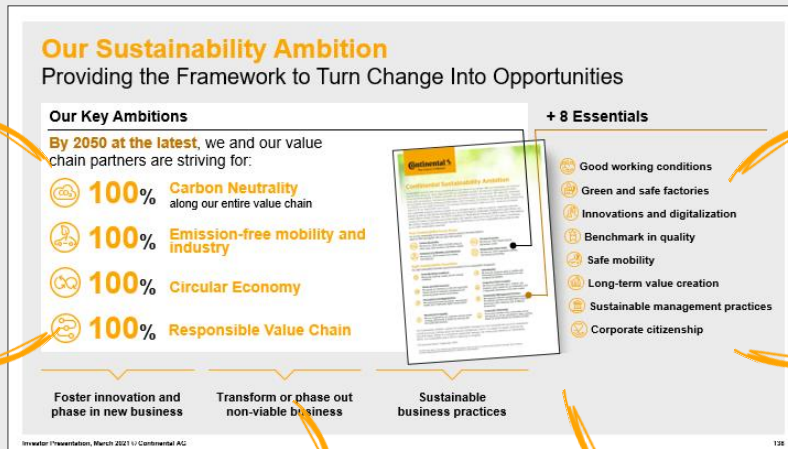 Our Sustainability Ambition
Providing the Framework to Turn Change Into Opportunities
Our Key Ambitions
By 2050 at the latest, we and our value
chain partners are striving for:
100% Carbon Neutrality
along our entire value chain
100% Emission-free mobility and
industry
100% Circular Economy
100% Responsible Value Chain
Continental
Continental Sustainability Ambition
+ 8 Essentials
Good working conditions
Green and safe factories
Innovations and digitalization
Benchmark in quality
Safe mobility
Long-term value creation
Sustainable management practices
Corporate citizenship
Foster innovation and
phase in new business
Transform or phase out
non-viable business
Sustainable
business practices
Investor Presentation, March 2021 © Continental AG
138